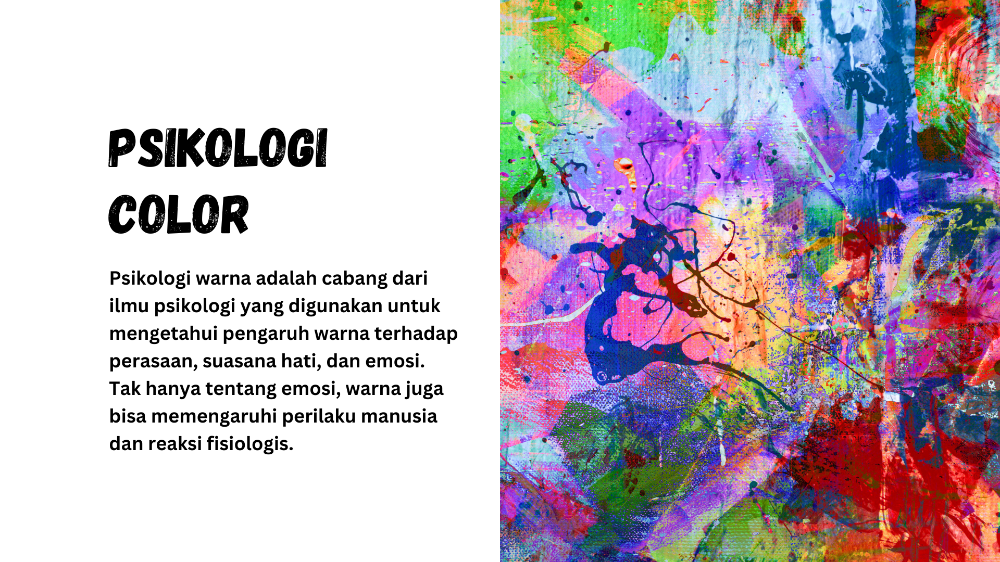 PSIKOLOGI
COLOR
Psikologi warna adalah cabang dari
ilmu psikologi yang digunakan untuk
mengetahui pengaruh warna terhadap
perasaan, suasana hati, dan emosi.
Tak hanya tentang emosi, warna juga
bisa memengaruhi perilaku manusia
dan reaksi fisiologis.